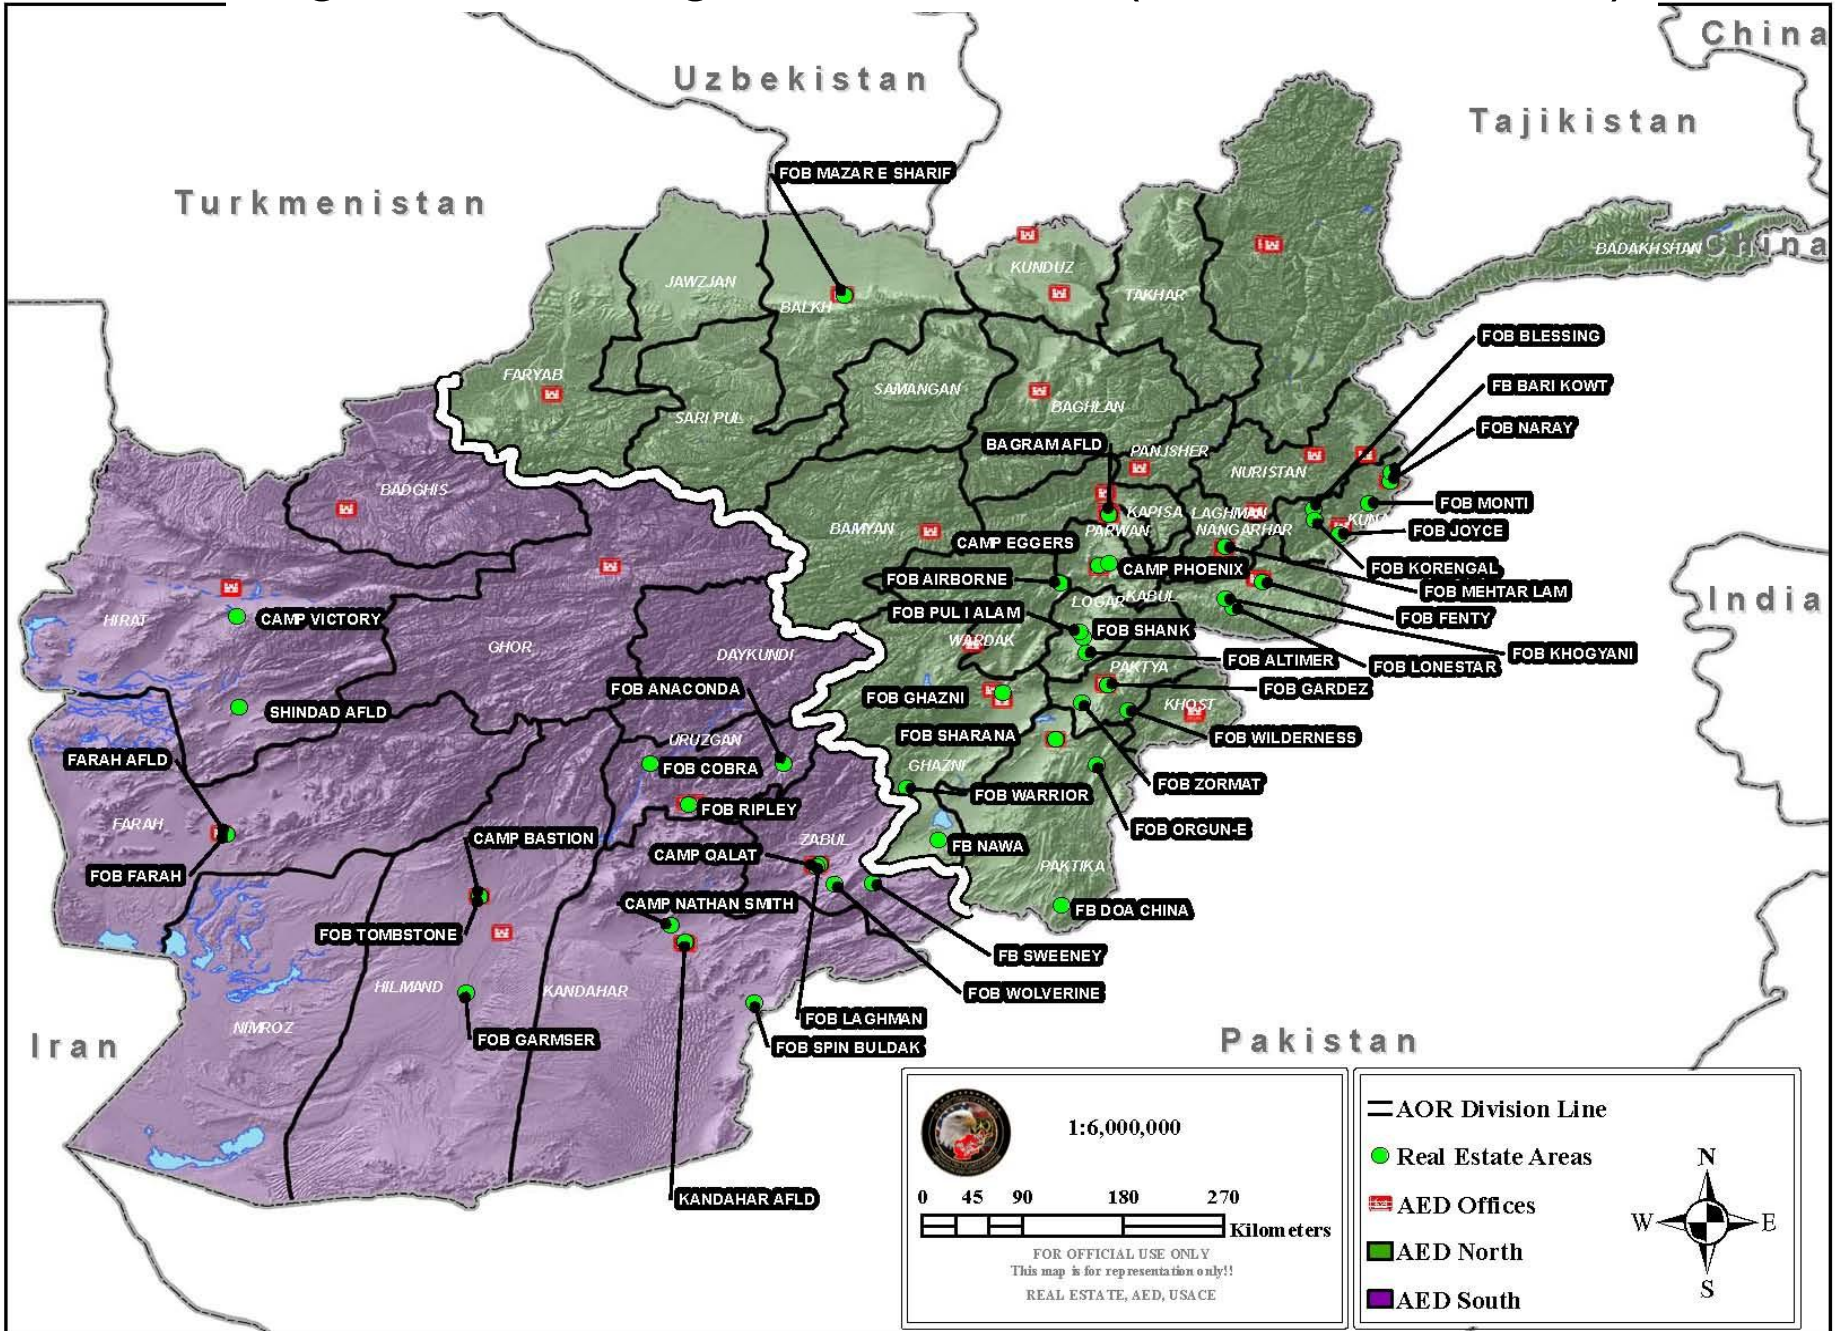 China
Uzbekistan
Tajikistan
Turkmenistan
FOB MAZAR E SHARIF
BADAKHSHAN
China
KUNDUZ
JAWZJAN
TAKHAR
BALKH
FOB BLESSING
FARYAB
SAMANGAN
FB BARI KOWT
BAGHLAN
SARI PUL
FOB NARAY
BAGRAM AFLD
PANJSHER
NURISTAN
BADGHIS
FOB MONTI
KAPISA
LAGHMAN
BAMYAN
PARWAN
NANGARHAR
FOB JOYCE
CAMP EGGERS
CAMP PHOENIX
FOB KORENGAL
FOB AIRBORNE
FOB MEHTAR LAM
LOGAR
KABUL
India
FOB PUL I ALAM
FOB FENTY
HIRAT
CAMP VICTORY
FOB SHANK
WARDAK
GHOR
DAYKUNDI
FOB ALTIMER
FOB LONESTAR
FOB KHOGYANI
PAKTYA
FOB ANACONDA
FOB GHAZNI
FOB GARDEZ
KHOST
SHINDAD AFLD
FOB SHARANA
FOB WILDERNESS
URUZGAN
FARAH AFLD
FOB COBRA
GHAZNI
FOB ZORMAT
FOB WARRIOR
FOB RIPLEY
FARAH
CAMP BASTION
ZABUL
FOB ORGUN-E
FB NAWA
CAMP QALAT
PAKTIKA
FOB FARAH
CAMP NATHAN SMITH
FB DOA CHINA
FOB TOMBSTONE
FB SWEENEY
HILMAND
KANDAHAR
FOB WOLVERINE
FOB LAGHMAN
NIMROZ
FOB GARMSER
FOB SPIN BULDAK
Iran
Pakistan
KANDAHAR AFLD
1:6,000,000
0 45 90 180 270
Kilometers
FOR OFFICIAL USE ONLY
This map is for representation only!!
REAL ESTATE, AED, USACE
AOR Division Line
Real Estate Areas
AED Offices
AED North
AED South
N
W E
S